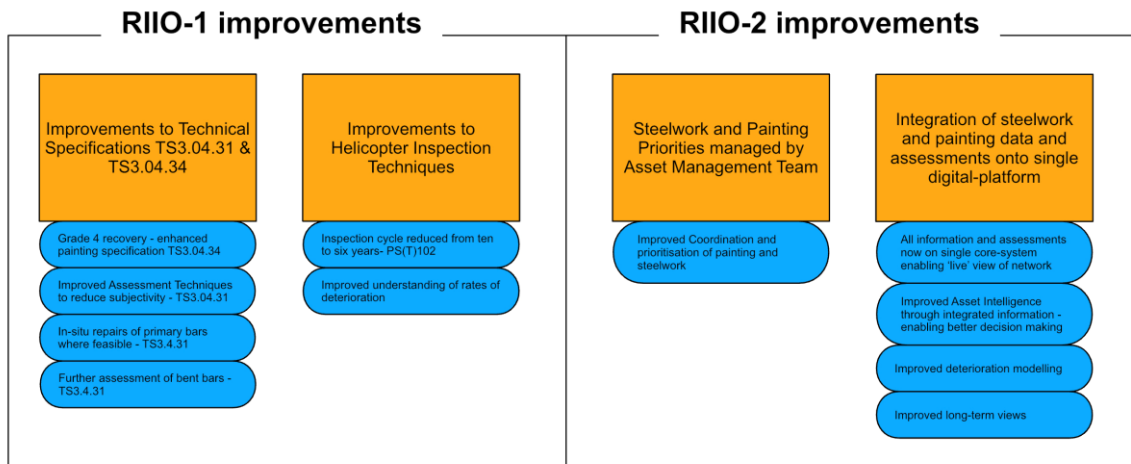 RIIO-1 improvements
Improvements to Technical
Specifications TS3.04.31 &
TS3.04.34
Grade 4 recovery - enhanced
painting specification TS3.04.34
Improved Assessment Techniques
to reduce subjectivity - TS3.04.31
In-situ repairs of primary bars
where feasible - TS3.4.31
Further assessment of bent bars -
TS3.4.31
Improvements to
Helicopter Inspection
Techniques
Inspection cycle reduced from ten
to six years- PS(T)102
Improved understanding of rates of
deterioration
RIIO-2 improvements
Steelwork and Painting
Priorities managed by
Asset Management Team
Improved Coordination and
prioritisation of painting and
steelwork
Integration of steelwork
and painting data and
assessments onto single
digital-platform
All information and assessments
now on single core-system
enabling ‘live’ view of network
Improved Asset Intelligence
through integrated information -
enabling better decision making
Improved deterioration modelling
Improved long-term views